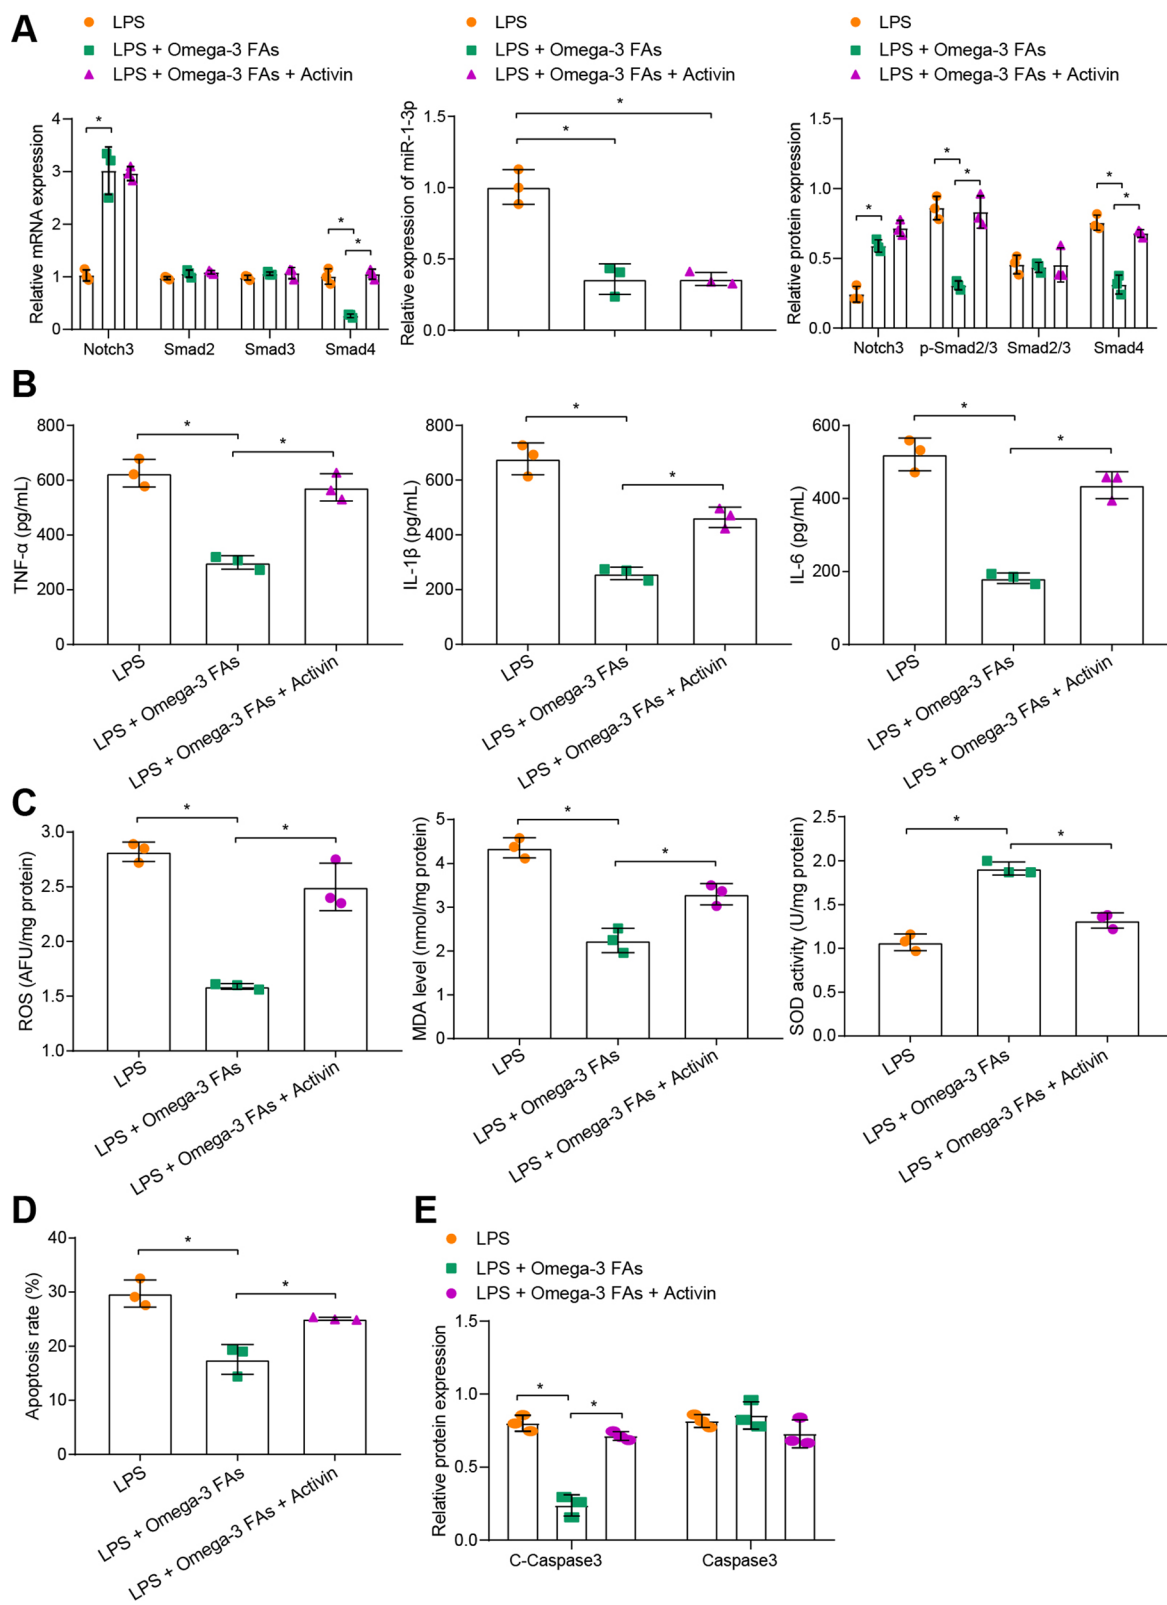 A
LPS
LPS + Omega-3 FAs
LPS + Omega-3 FAs + Activin
Relative mRNA expression
4
3
2
1
0
*
*
*
Notch3
Smad2
Smad3
Smad4
LPS
LPS + Omega-3 FAs
LPS + Omega-3 FAs + Activin
Relative expression of miR-1-3p
1.5
1.0
0.5
0.0
*
*
LPS
LPS + Omega-3 FAs
LPS + Omega-3 FAs + Activin
Relative protein expression
1.5
1.0
0.5
0.0
*
*
*
*
*
Notch3
p-Smad2/3
Smad2/3
Smad4
B
TNF-α (pg/mL)
800
600
400
200
0
*
*
LPS
LPS + Omega-3 FAs
LPS + Omega-3 FAs + Activin
IL-1β (pg/mL)
800
600
400
200
0
*
*
LPS
LPS + Omega-3 FAs
LPS + Omega-3 FAs + Activin
IL-6 (pg/mL)
600
400
200
0
*
*
LPS
LPS + Omega-3 FAs
LPS + Omega-3 FAs + Activin
C
ROS (AFU/mg protein)
3.0
2.5
2.0
1.5
1.0
*
*
LPS
LPS + Omega-3 FAs
LPS + Omega-3 FAs + Activin
MDA level (nmol/mg protein)
5
4
3
2
1
0
*
*
LPS
LPS + Omega-3 FAs
LPS + Omega-3 FAs + Activin
SOD activity (U/mg protein)
2.5
2.0
1.5
1.0
0.5
0.0
*
*
LPS
LPS + Omega-3 FAs
LPS + Omega-3 FAs + Activin
D
Apoptosis rate (%)
40
30
20
10
0
*
*
LPS
LPS + Omega-3 FAs
LPS + Omega-3 FAs + Activin
E
LPS
LPS + Omega-3 FAs
LPS + Omega-3 FAs + Activin
Relative protein expression
1.5
1.0
0.5
0.0
*
*
C-Caspase3
Caspase3